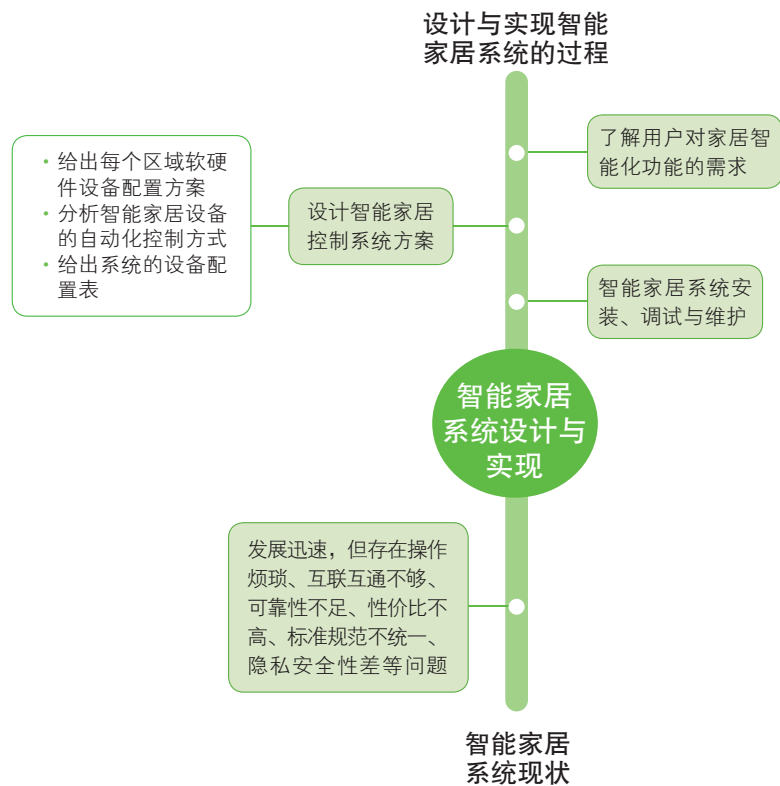 设计与实现智能
家居系统的过程
了解用户对家居智
能化功能的需求
• 给出每个区域软硬
件设备配置方案
• 分析智能家居设备
的自动化控制方式
• 给出系统的设备配
置表
设计智能家居
控制系统方案
智能家居系统安
装、调试与维护
智能家居
系统设计与
实现
发展迅速，但存在操作
烦琐、互联互通不够、
可靠性不足、性价比不
高、标准规范不统一、
隐私安全性差等问题
智能家居
系统现状